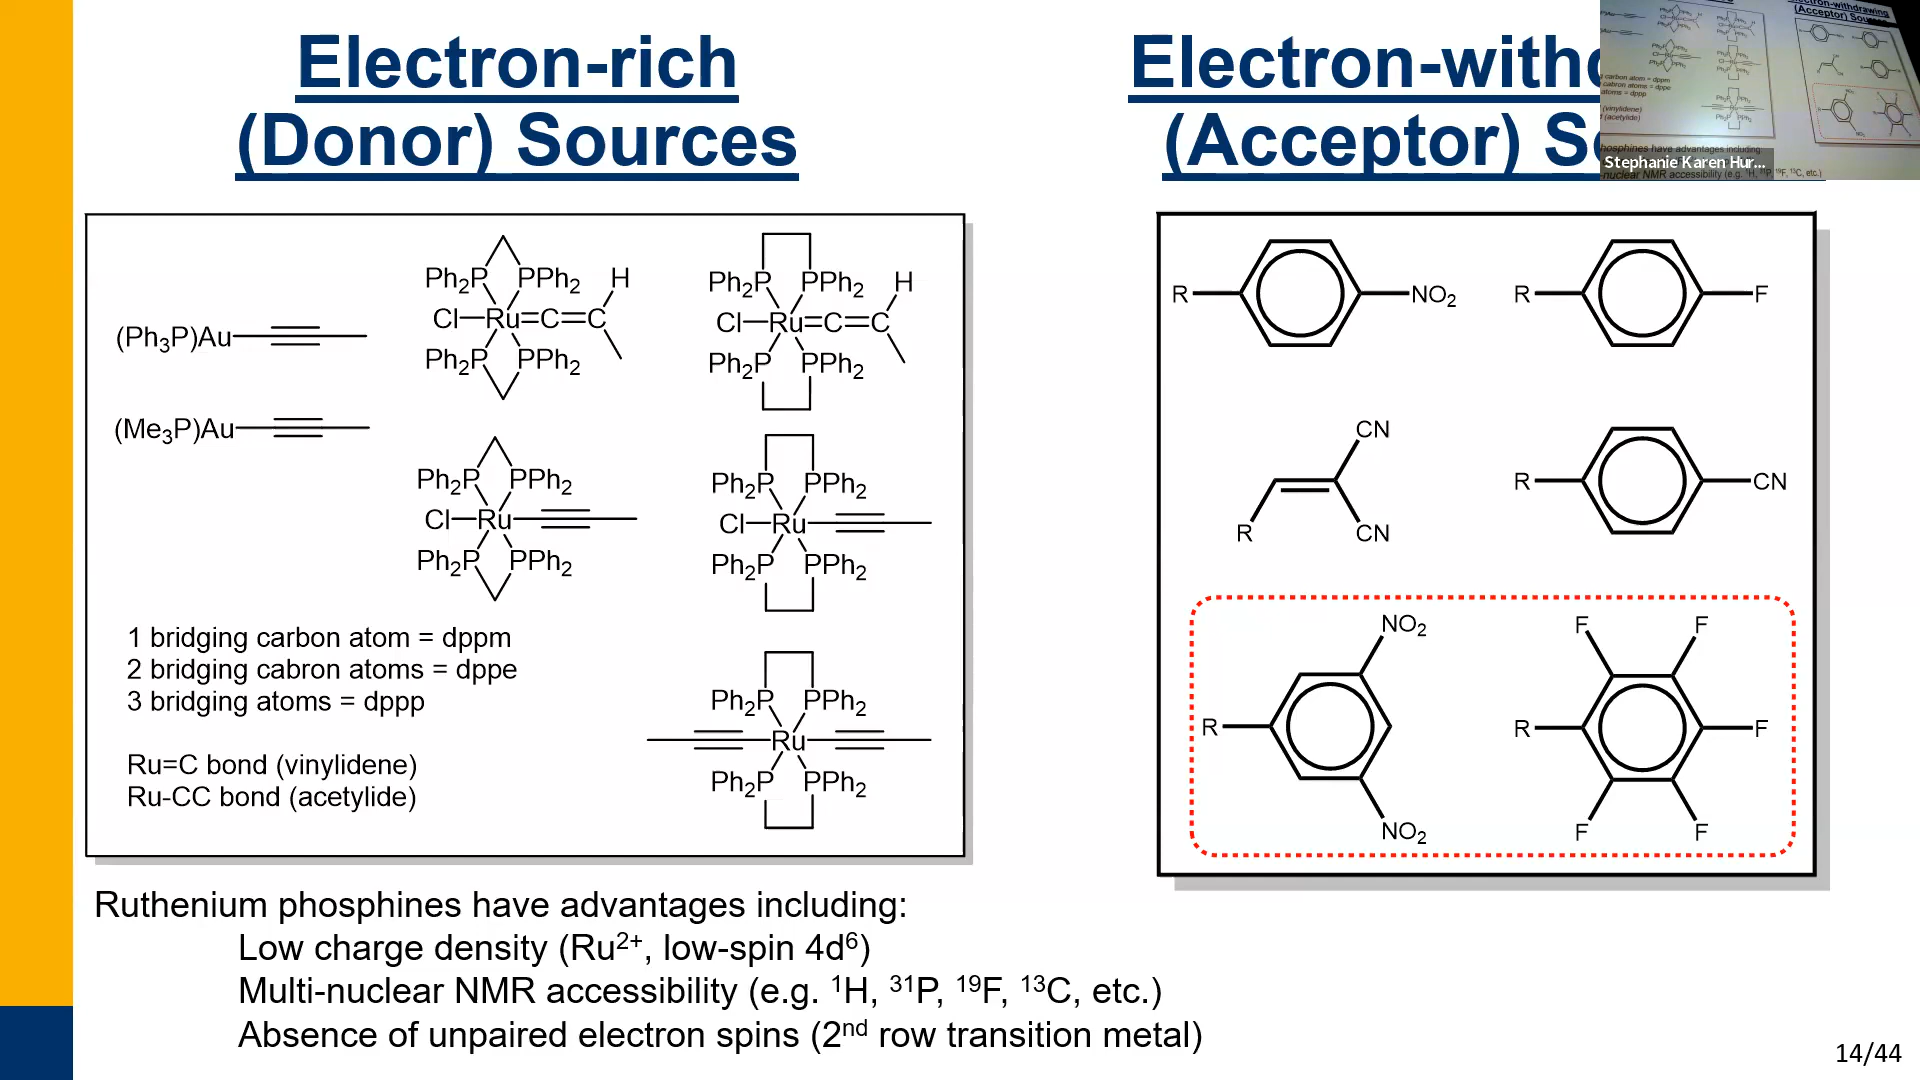 Electron-rich
(Donor) Sources
Electron-withd
(Acceptor) So
Stephanie Karen Hur...
(Ph3P)Au
(Me3P)Au
Ph2P PPh2 H
Cl Ru C C
Ph2P PPh2
Ph2P PPh2 H
Cl Ru C C
Ph2P PPh2
Ph2P PPh2
Cl Ru
Ph2P PPh2
Ph2P PPh2
Cl Ru
Ph2P PPh2
Ph2P PPh2
Ru
Ph2P PPh2
1 bridging carbon atom = dppm
2 bridging cabron atoms = dppe
3 bridging atoms = dppp
Ru=C bond (vinylidene)
Ru-CC bond (acetylide)
R NO2
R F
CN
R CN
R CN
NO2
R
NO2
F F
R F
F F
Ruthenium phosphines have advantages including:
Low charge density (Ru2+, low-spin 4d6)
Multi-nuclear NMR accessibility (e.g. 1H, 31P, 19F, 13C, etc.)
Absence of unpaired electron spins (2nd row transition metal)
14/44